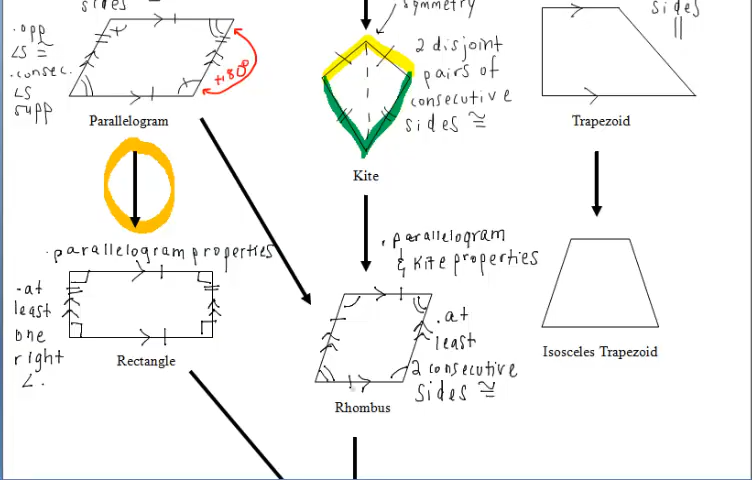 sides
· opp
∠s ≅
· consec.
∠s
supp
+180°
Parallelogram
symmetry
2 disjoint
pairs of
consecutive
sides ≅
Kite
sides
||
Trapezoid
· parallelogram properties
· at
least
one
right
∠.
Rectangle
· parallelogram
& Kite properties
· at
least
2 consecutive
sides ≅
Rhombus
Isosceles Trapezoid